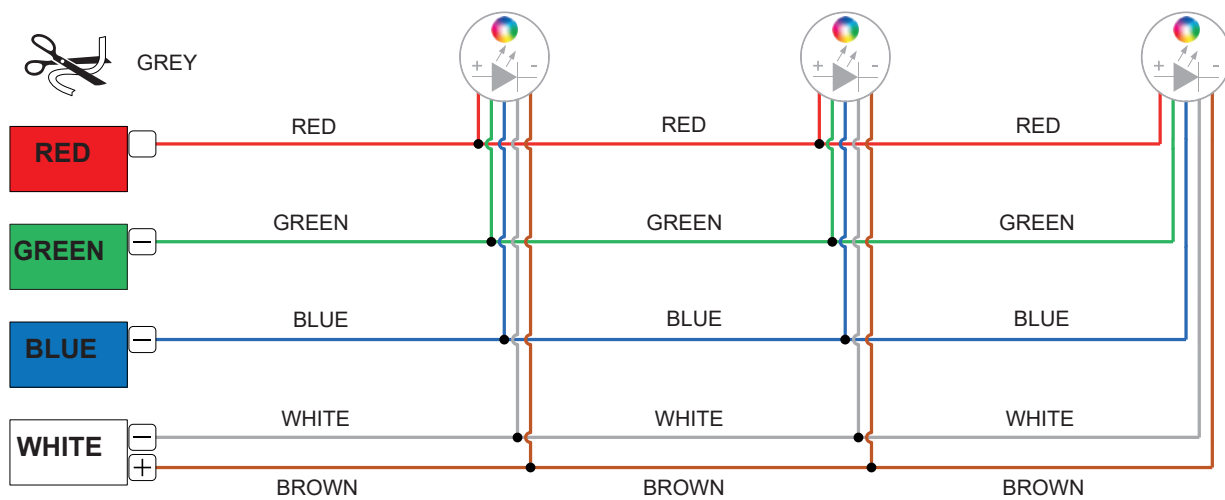 GREY
+ -
+ -
+ -
RED
RED
RED
RED
GREEN
−
GREEN
GREEN
GREEN
BLUE
−
BLUE
BLUE
BLUE
WHITE
−
WHITE
WHITE
WHITE
+
BROWN
BROWN
BROWN